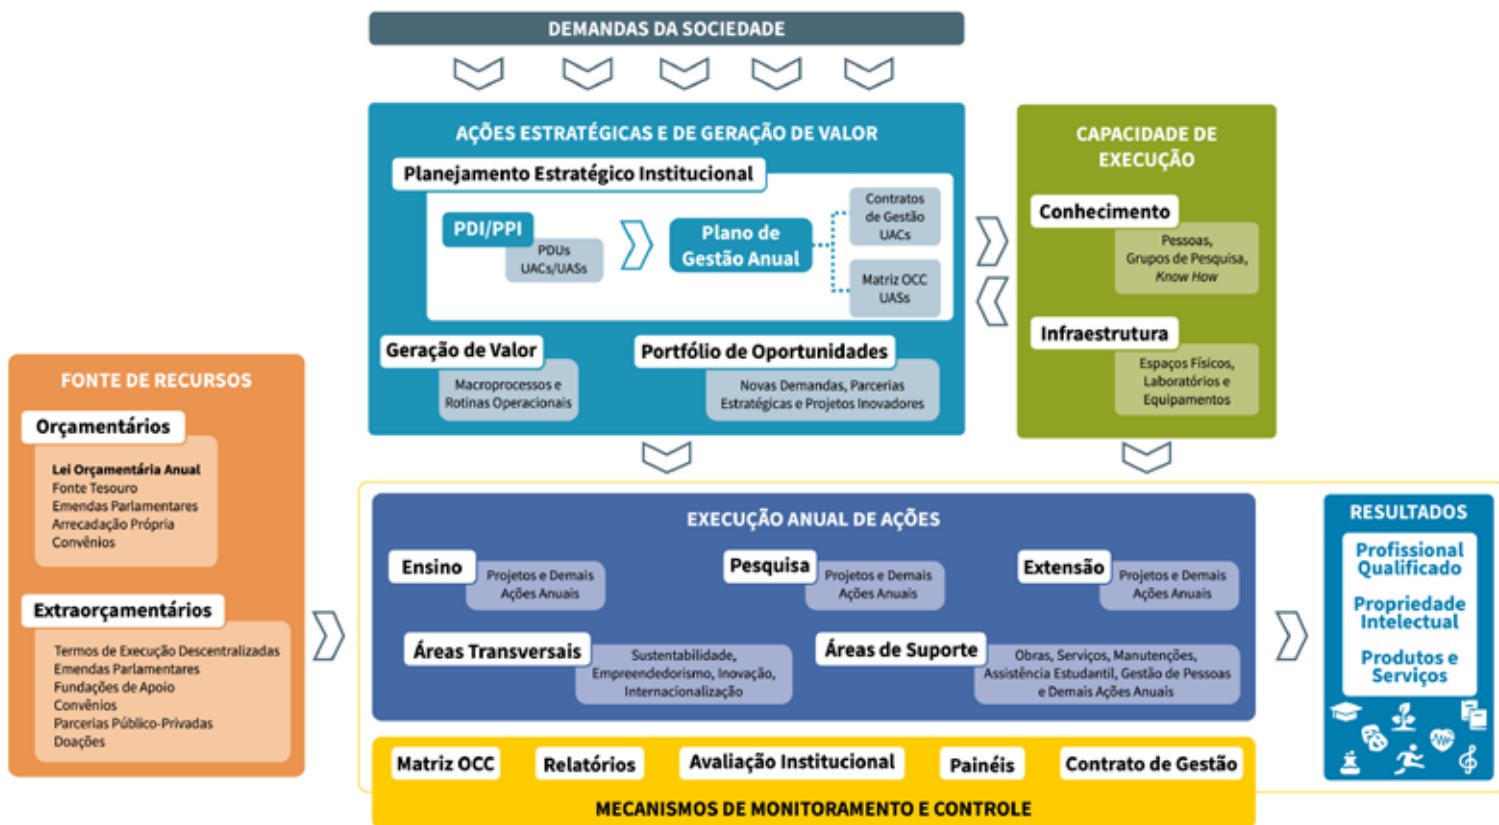 DEMANDAS DA SOCIEDADE
AÇÕES ESTRATÉGICAS E DE GERAÇÃO DE VALOR
Planejamento Estratégico Institucional
PDI/PPI
PDUs
UACs/UASs
Plano de
Gestão Anual
Contratos
de Gestão
UACs
Matriz OCC
UASs
Geração de Valor
Macroprocessos e
Rotinas Operacionais
Portfólio de Oportunidades
Novas Demandas, Parcerias
Estratégicas e Projetos Inovadores
CAPACIDADE DE
EXECUÇÃO
Conhecimento
Pessoas,
Grupos de Pesquisa,
Know How
Infraestrutura
Espaços Físicos,
Laboratórios e
Equipamentos
FONTE DE RECURSOS
Orçamentários
Lei Orçamentária Anual
Fonte Tesouro
Emendas Parlamentares
Arrecadação Própria
Convênios
Extraorçamentários
Termos de Execução Descentralizadas
Emendas Parlamentares
Fundações de Apoio
Convênios
Parcerias Público-Privadas
Doações
EXECUÇÃO ANUAL DE AÇÕES
Ensino
Projetos e Demais
Ações Anuais
Pesquisa
Projetos e Demais
Ações Anuais
Extensão
Projetos e Demais
Ações Anuais
Áreas Transversais
Sustentabilidade,
Empreendedorismo, Inovação,
Internacionalização
Áreas de Suporte
Obras, Serviços, Manutenções,
Assistência Estudantil, Gestão de Pessoas
e Demais Ações Anuais
RESULTADOS
Profissional
Qualificado
Propriedade
Intelectual
Produtos e
Serviços
Matriz OCC
Relatórios
Avaliação Institucional
Painéis
Contrato de Gestão
MECANISMOS DE MONITORAMENTO E CONTROLE